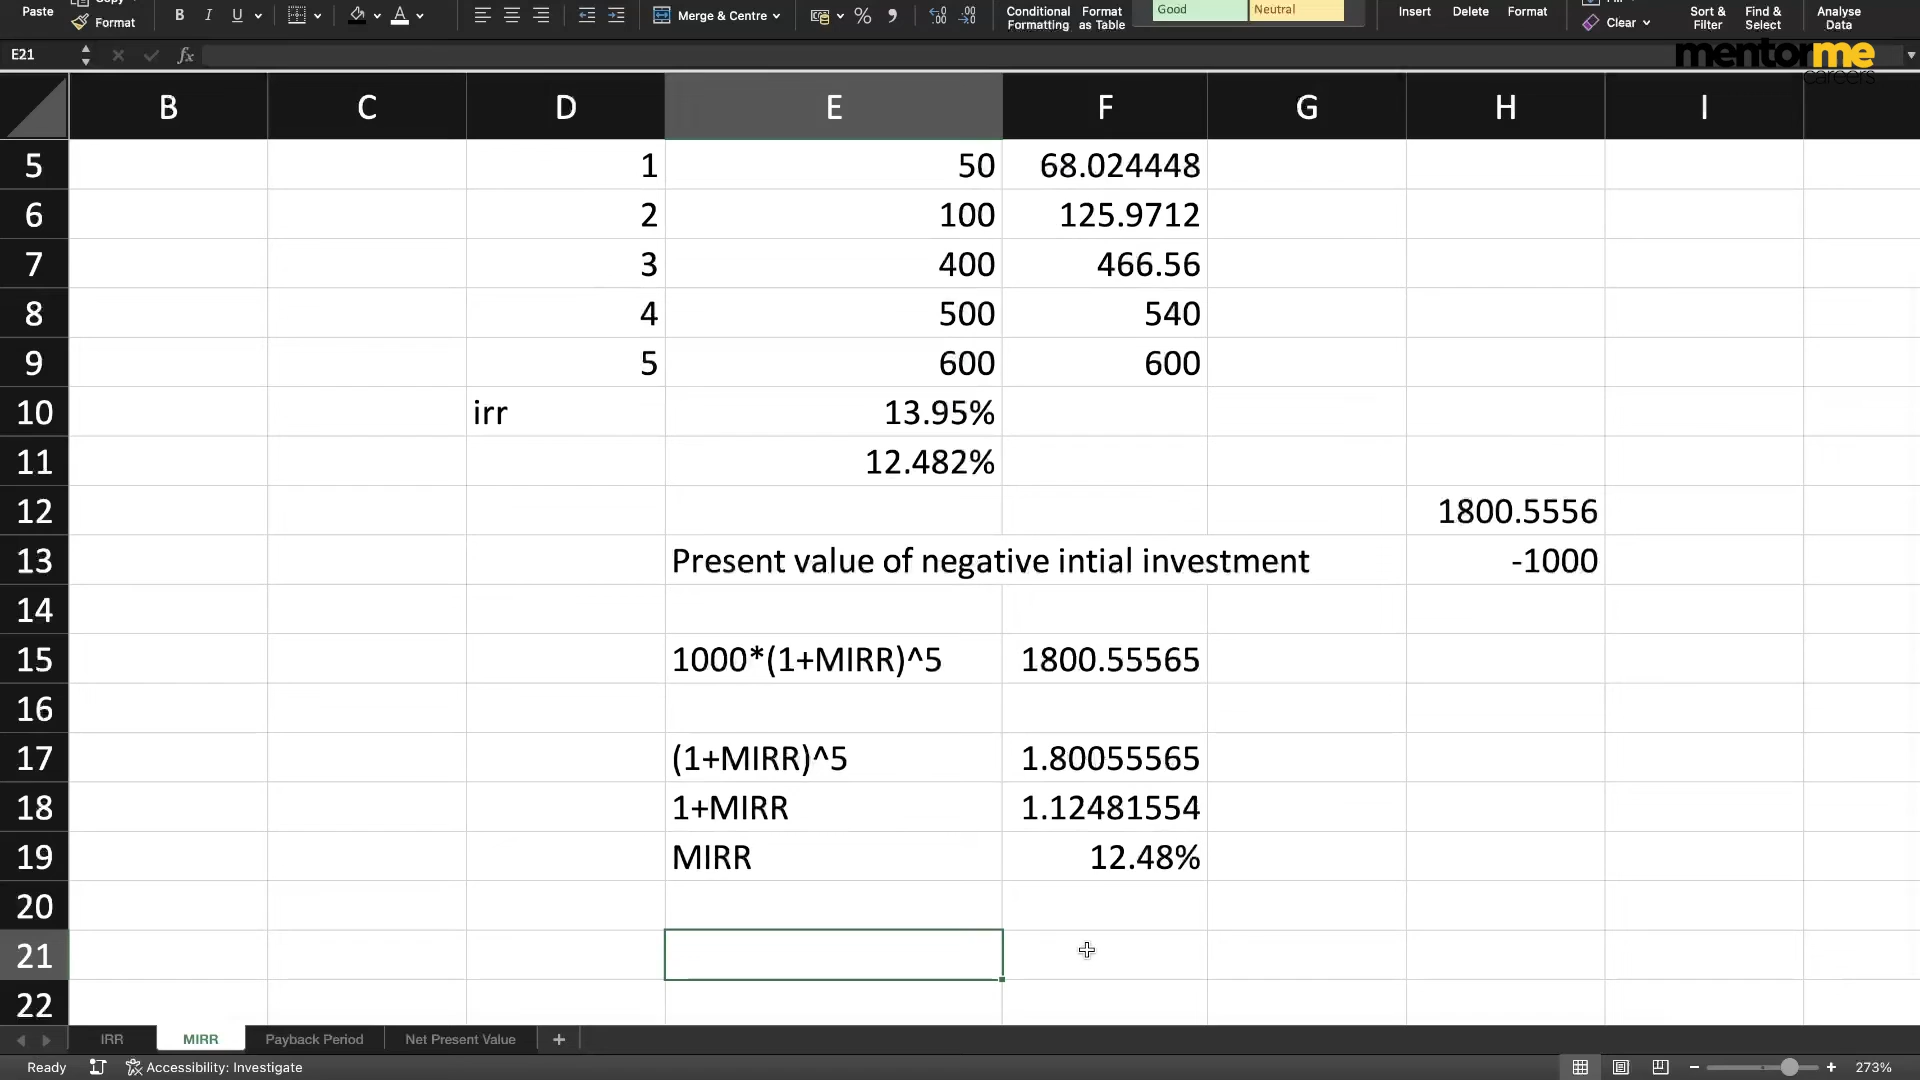 Paste
Format
B I U
Merge & Centre
%
Conditional Formatting
Format as Table
Good
Neutral
Insert
Delete
Format
Clear
Sort & Filter
Find & Select
Analyse Data
E21
fx
mentorme
careers
B C D E F G H I
5 1 50 68.024448
6 2 100 125.9712
7 3 400 466.56
8 4 500 540
9 5 600 600
10 irr 13.95%
11 12.482%
12 1800.5556
13 Present value of negative intial investment -1000
14
15 1000*(1+MIRR)^5 1800.55565
16
17 (1+MIRR)^5 1.80055565
18 1+MIRR 1.12481554
19 MIRR 12.48%
20
21
22
IRR MIRR Payback Period Net Present Value +
Ready Accessibility: Investigate - + 273%